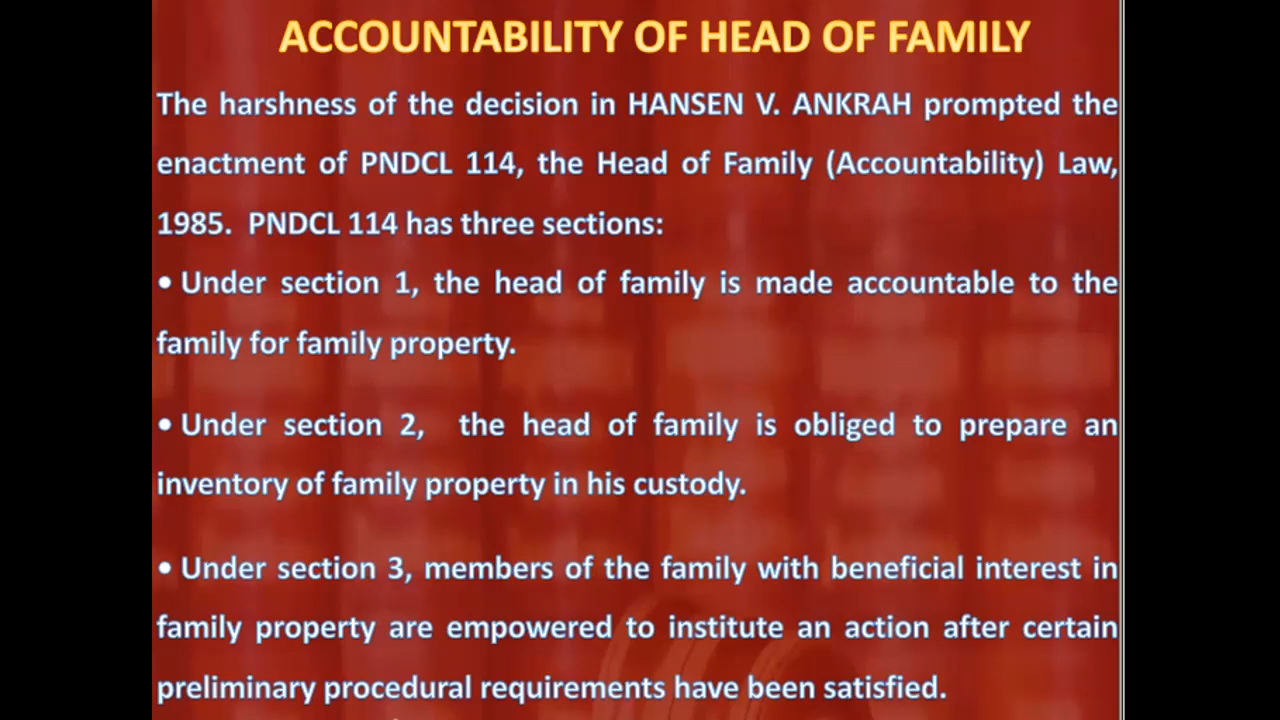 ACCOUNTABILITY OF HEAD OF FAMILY
The harshness of the decision in HANSEN V. ANKRAH prompted the
enactment of PNDCL 114, the Head of Family (Accountability) Law,
1985. PNDCL 114 has three sections:
• Under section 1, the head of family is made accountable to the
family for family property.
• Under section 2, the head of family is obliged to prepare an
inventory of family property in his custody.
• Under section 3, members of the family with beneficial interest in
family property are empowered to institute an action after certain
preliminary procedural requirements have been satisfied.